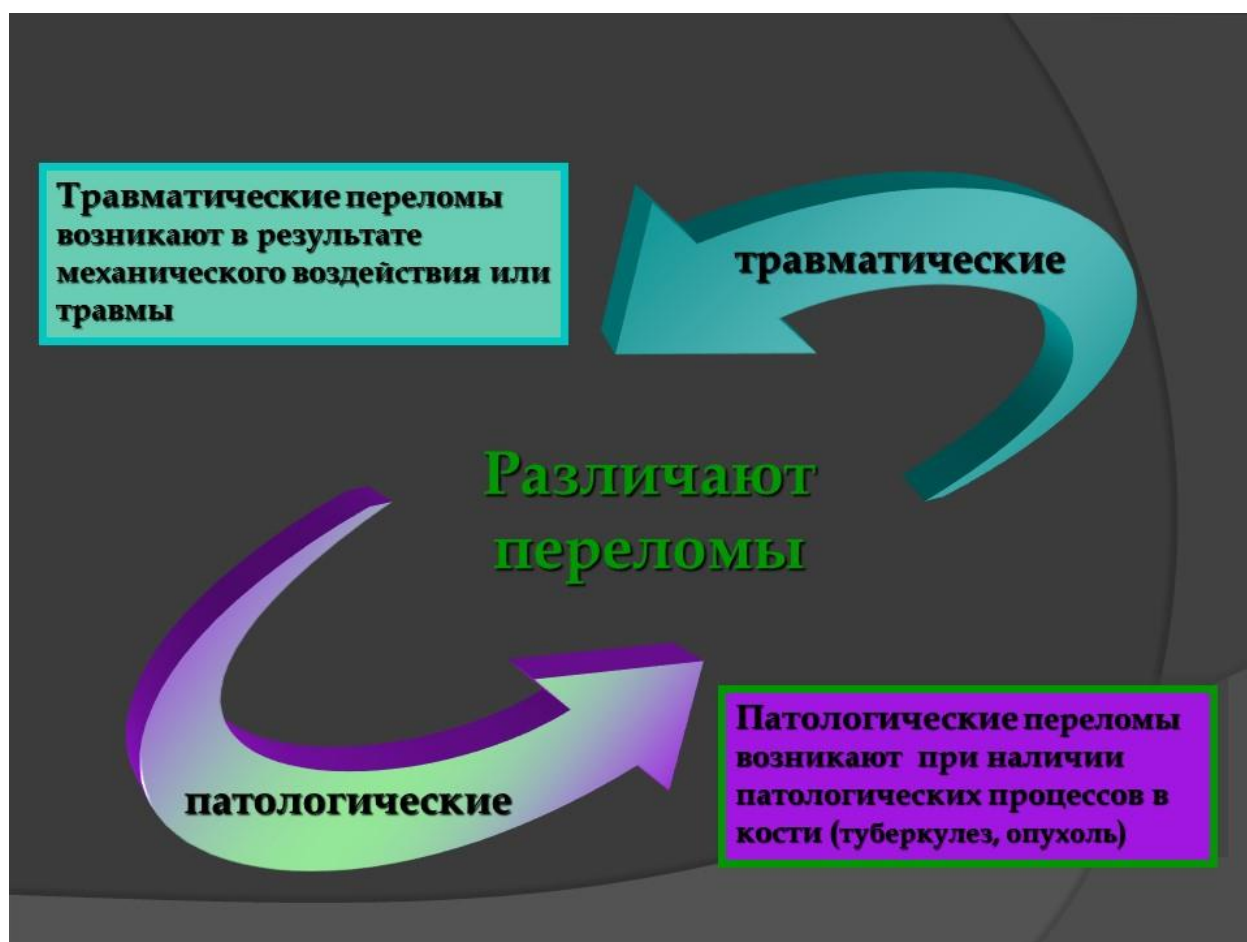 Травматические переломы
возникают в результате
механического воздействия или
травмы
травматические
Различают
переломы
патологические
Патологические переломы
возникают при наличии
патологических процессов в
кости (туберкулез, опухоль)